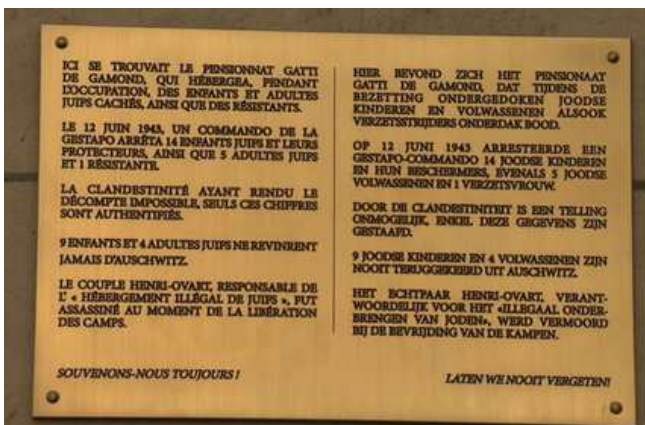 ICI SE TROUVAIT LE PENSIONNAT GATTI
DE GAMOND, QUI HÉBERGEA, PENDANT
L'OCCUPATION, DES ENFANTS ET ADULTES
JUIFS CACHÉS, AINSI QUE DES RÉSISTANTS.
LE 12 JUIN 1943, UN COMMANDO DE LA
GESTAPO ARRÊTA 14 ENFANTS JUIFS ET LEURS
PROTECTEURS, AINSI QUE 5 ADULTES JUIFS
ET 1 RÉSISTANTE.
LA CLANDESTINITÉ AYANT RENDU LE
DÉCOMPTE IMPOSSIBLE, SEULS CES CHIFFRES
SONT AUTHENTIFIÉS.
9 ENFANTS ET 4 ADULTES JUIFS NE REVINRENT
JAMAIS D'AUSCHWITZ.
LE COUPLE HENRI-OVART, RESPONSABLE DE
L' « HÉBERGEMENT ILLÉGAL DE JUIFS », FUT
ASSASSINÉ AU MOMENT DE LA LIBÉRATION
DES CAMPS.
SOUVENONS-NOUS TOUJOURS !
HIER BEVOND ZICH HET PENSIONAAT
GATTI DE GAMOND, DAT TIJDENS DE
BEZETTING ONDERGEDOKEN JOODSE
KINDEREN EN VOLWASSENEN ALSOOK
VERZETSSTRIJDERS ONDERDAK BOOD.
OP 12 JUNI 1943 ARRESTEERDE EEN
GESTAPO-COMMANDO 14 JOODSE KINDEREN
EN HUN BESCHERMERS, EVENALS 5 JOODSE
VOLWASSENEN EN 1 VERZETSVROUW.
DOOR DE CLANDESTINITEIT IS EEN TELLING
ONMOGELIJK, ENKEL DEZE GEGEVENS ZIJN
GESTAAFD.
9 JOODSE KINDEREN EN 4 VOLWASSENEN ZIJN
NOOIT TERUGGEKEERD UIT AUSCHWITZ.
HET ECHTPAAR HENRI-OVART, VERANT-
WOORDELIJK VOOR HET «ILLEGAAL ONDER-
BRENGEN VAN JODEN», WERD VERMOORD
BIJ DE BEVRIJDING VAN DE KAMPEN.
LATEN WE NOOIT VERGETEN!